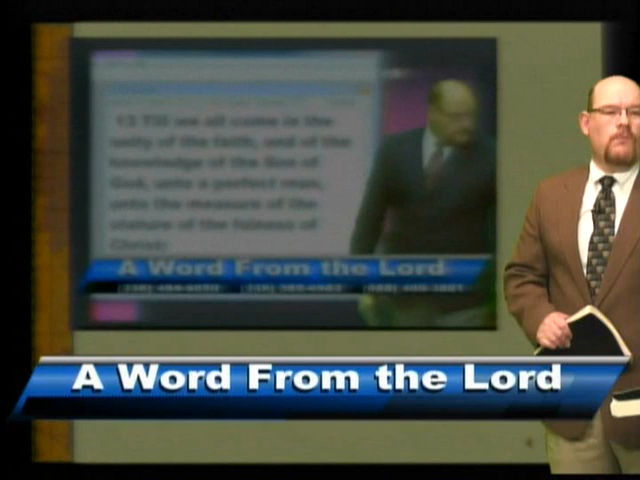 13 Till we all come in the
unity of the faith, and of the
knowledge of the Son of
God, unto a perfect man,
unto the measure of the
stature of the fulness of
Christ:
A Word From the Lord
A Word From the Lord